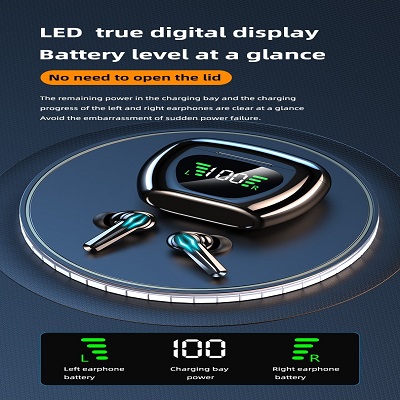 LED true digital display
Battery level at a glance
No need to open the lid
The remaining power in the charging bay and the charging
progress of the left and right earphones are clear at a glance
Avoid the embarrassment of sudden power failure.
L 100 R
L 100 R
Left earphone Charging bay Right earphone
battery power battery